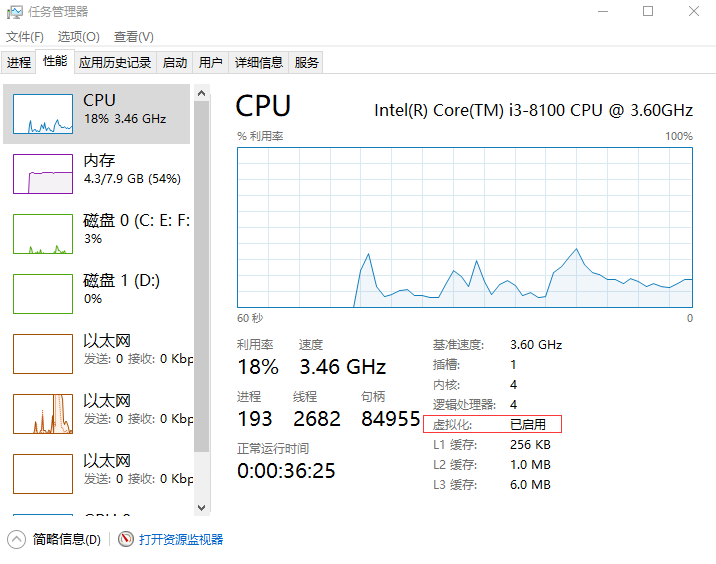 任务管理器
文件(F) 选项(O) 查看(V)
进程 性能 应用历史记录 启动 用户 详细信息 服务
CPU
18% 3.46 GHz
内存
4.3/7.9 GB (54%)
磁盘 0 (C: E: F:
3%
磁盘 1 (D:)
0%
以太网
发送: 0 接收: 0 Kbp
以太网
发送: 0 接收: 0 Kbp
以太网
发送: 0 接收: 0 Kbp
CPU Intel(R) Core(TM) i3-8100 CPU @ 3.60GHz
% 利用率 100%
60 秒 0
利用率 速度
18% 3.46 GHz
进程 线程 句柄
193 2682 84955
正常运行时间
0:00:36:25
基准速度: 3.60 GHz
插槽: 1
内核: 4
逻辑处理器: 4
虚拟化: 已启用
L1 缓存: 256 KB
L2 缓存: 1.0 MB
L3 缓存: 6.0 MB
简略信息(D) 打开资源监视器